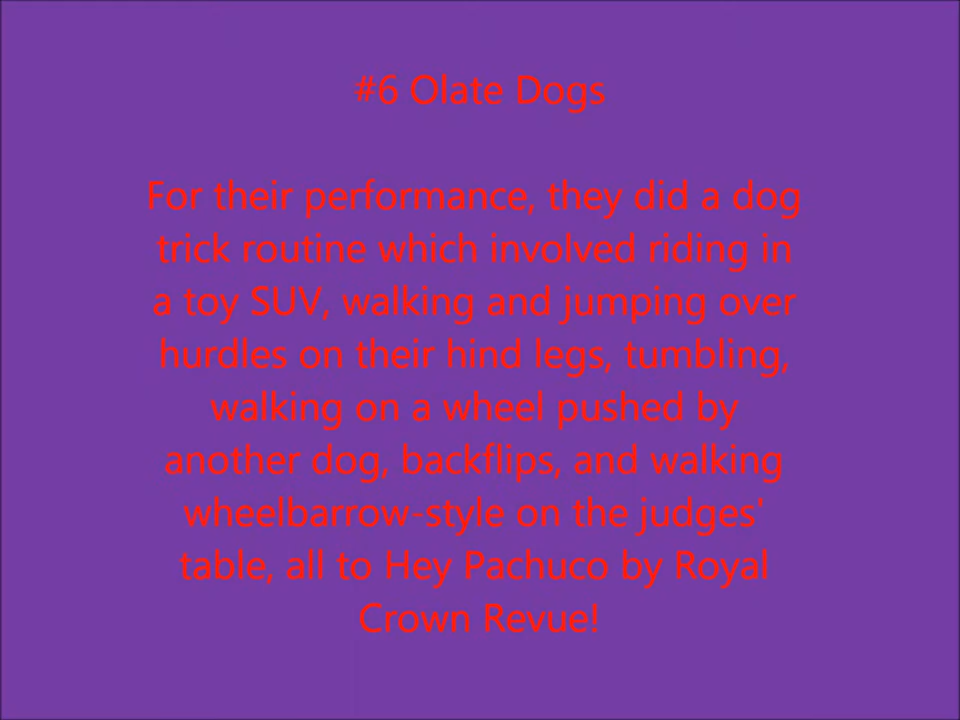 #6 Olate Dogs
For their performance, they did a dog
trick routine which involved riding in
a toy SUV, walking and jumping over
hurdles on their hind legs, tumbling,
walking on a wheel pushed by
another dog, backflips, and walking
wheelbarrow-style on the judges'
table, all to Hey Pachuco by Royal
Crown Revue!